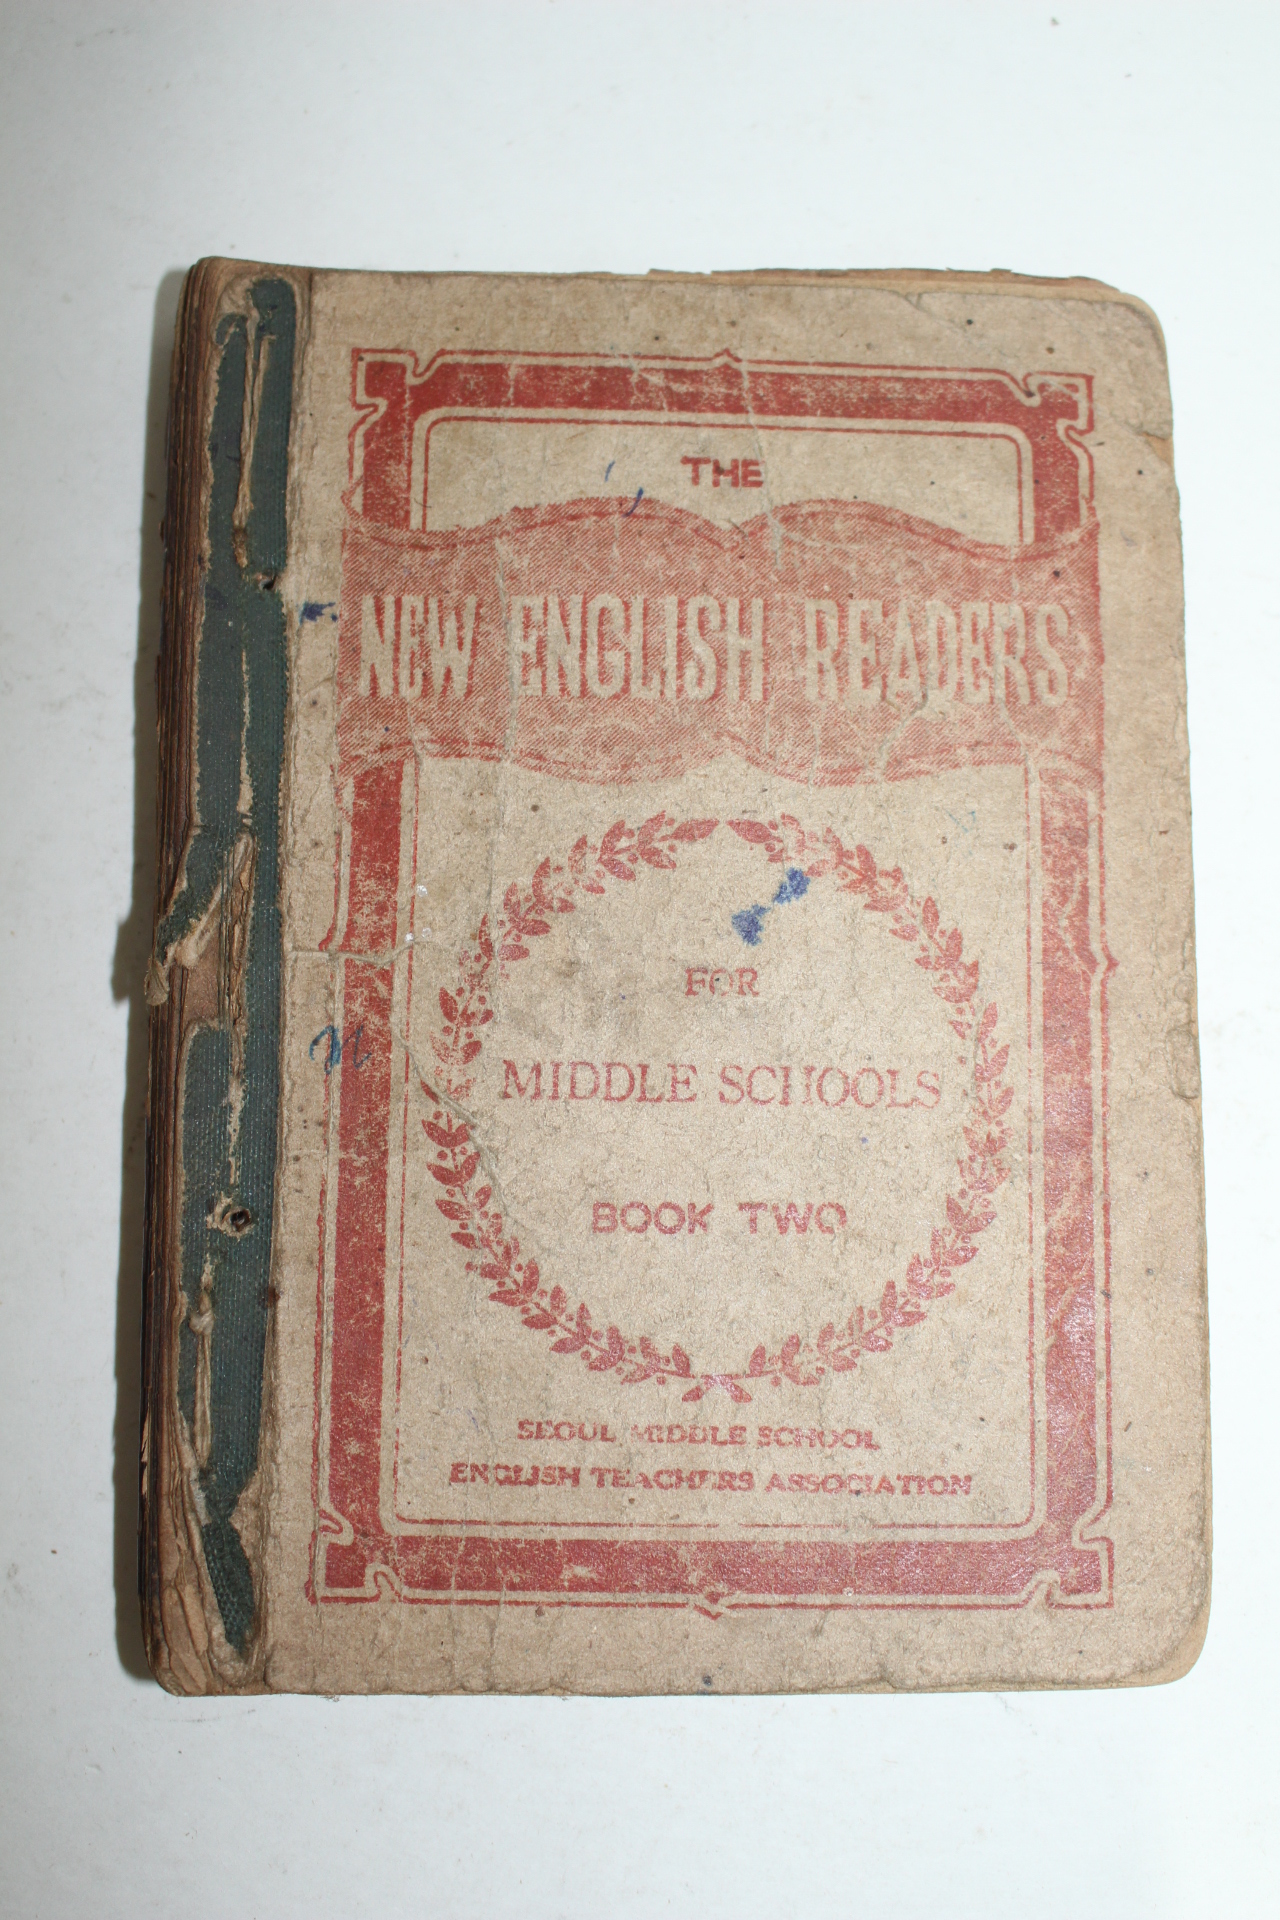 THE
NEW ENGLISH READERS
FOR
MIDDLE SCHOOLS
BOOK TWO
SEOUL MIDDLE SCHOOL
ENGLISH TEACHERS ASSOCIATION